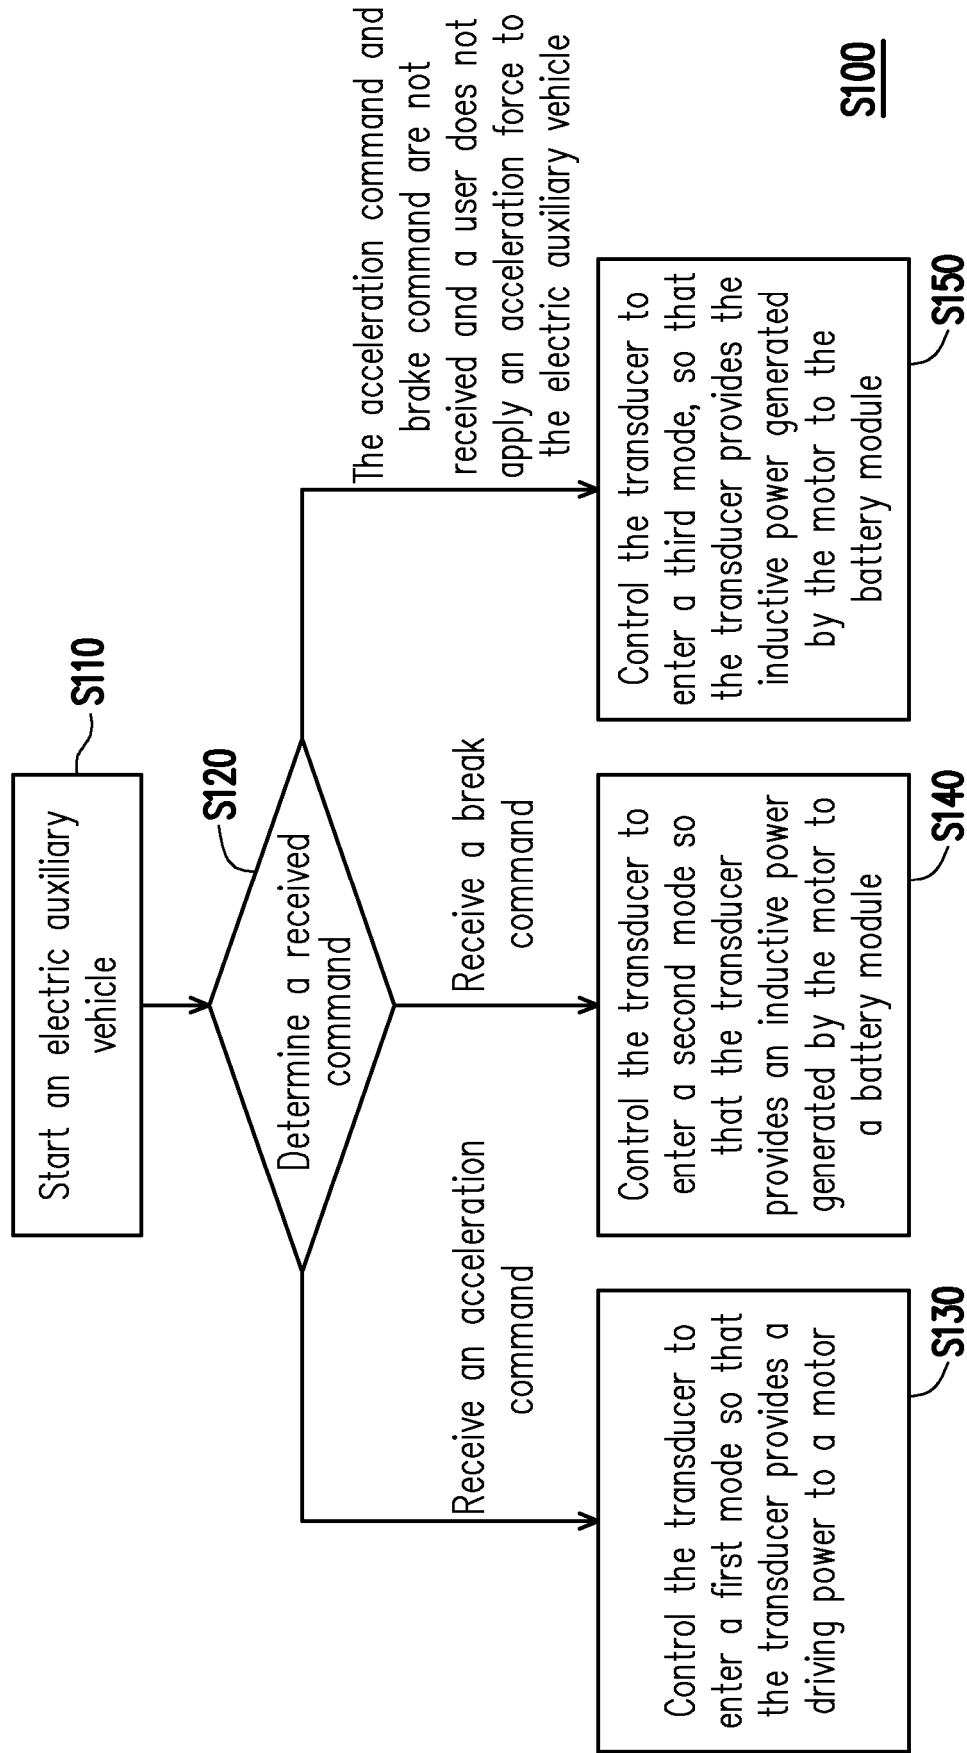 Start an electric auxiliary
vehicle
S110
S120
Determine a received
command
Receive an acceleration
command
Receive a break
command
The acceleration command and
brake command are not
received and a user does not
apply an acceleration force to
the electric auxiliary vehicle
Control the transducer to
enter a first mode so that
the transducer provides a
driving power to a motor
S130
Control the transducer to
enter a second mode so
that the transducer
provides an inductive power
generated by the motor to
a battery module
S140
Control the transducer to
enter a third mode, so that
the transducer provides the
inductive power generated
by the motor to the
battery module
S150
S100